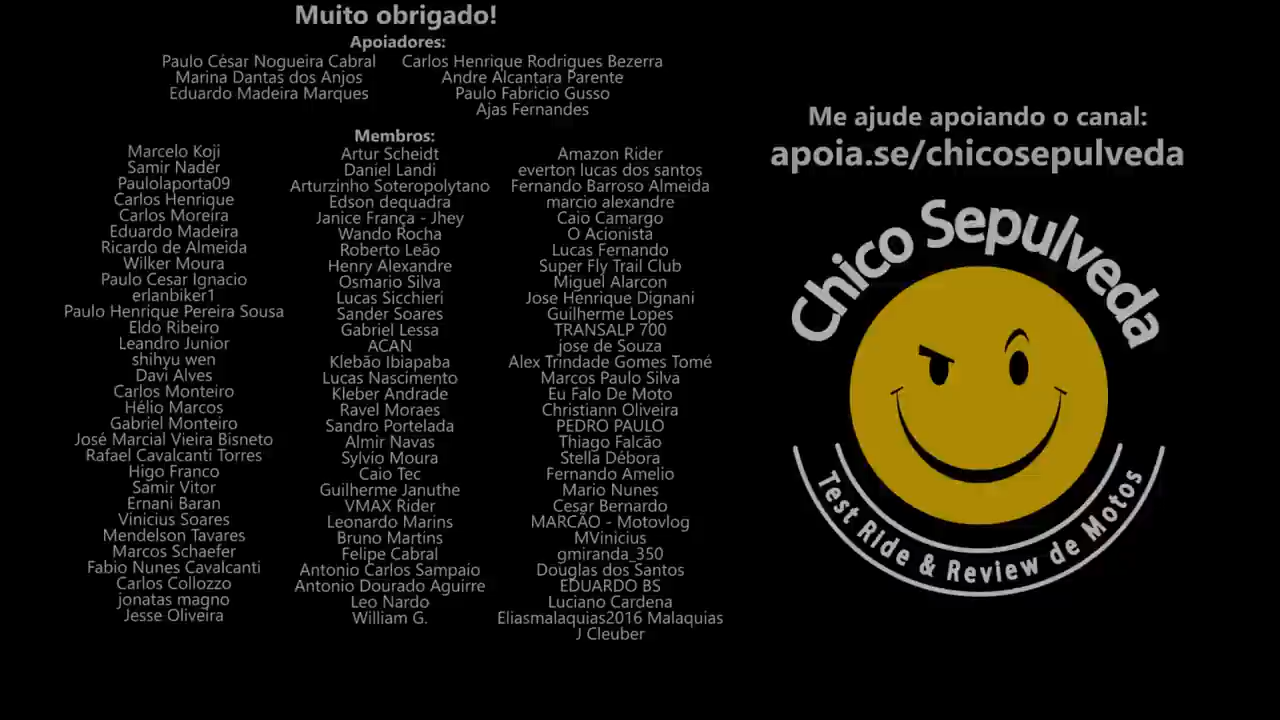 Muito obrigado!
Apoiadores:
Paulo César Nogueira Cabral
Marina Dantas dos Anjos
Eduardo Madeira Marques
Carlos Henrique Rodrigues Bezerra
Andre Alcantara Parente
Paulo Fabricio Gusso
Ajas Fernandes
Membros:
Marcelo Koji
Samir Nader
Paulolaporta09
Carlos Henrique
Carlos Moreira
Eduardo Madeira
Ricardo de Almeida
Wilker Moura
Paulo Cesar Ignacio
erlanbiker1
Paulo Henrique Pereira Sousa
Eldo Ribeiro
Leandro Junior
shihyu wen
Davi Alves
Carlos Monteiro
Hélio Marcos
Gabriel Monteiro
José Marcial Vieira Bisneto
Rafael Cavalcanti Torres
Higo Franco
Samir Vitor
Ernani Baran
Vinicius Soares
Mendelson Tavares
Marcos Schaefer
Fabio Nunes Cavalcanti
Carlos Collozzo
jonatas magno
Jesse Oliveira
Artur Scheidt
Daniel Landi
Arturzinho Soteropolytano
Edson dequadra
Janice França - Jhey
Wando Rocha
Roberto Leão
Henry Alexandre
Osmario Silva
Lucas Sicchieri
Sander Soares
Gabriel Lessa
ACAN
Klebão Ibiapaba
Lucas Nascimento
Kleber Andrade
Ravel Moraes
Sandro Portelada
Almir Navas
Sylvio Moura
Caio Tec
Guilherme Januthe
VMAX Rider
Leonardo Marins
Bruno Martins
Felipe Cabral
Antonio Carlos Sampaio
Antonio Dourado Aguirre
Leo Nardo
William G.
Amazon Rider
everton lucas dos santos
Fernando Barroso Almeida
marcio alexandre
Caio Camargo
O Acionista
Lucas Fernando
Super Fly Trail Club
Miguel Alarcon
Jose Henrique Dignani
Guilherme Lopes
TRANSALP 700
jose de Souza
Alex Trindade Gomes Tomé
Marcos Paulo Silva
Eu Falo De Moto
Christiann Oliveira
PEDRO PAULO
Thiago Falcão
Stella Débora
Fernando Amelio
Mario Nunes
Cesar Bernardo
MARCÃO - Motovlog
MVinicius
gmiranda_350
Douglas dos Santos
EDUARDO BS
Luciano Cardena
Eliasmalaquias2016 Malaquias
J Cleuber
Me ajude apoiando o canal:
apoia.se/chicosepulveda
Chico Sepulveda
Test Ride & Review de Motos